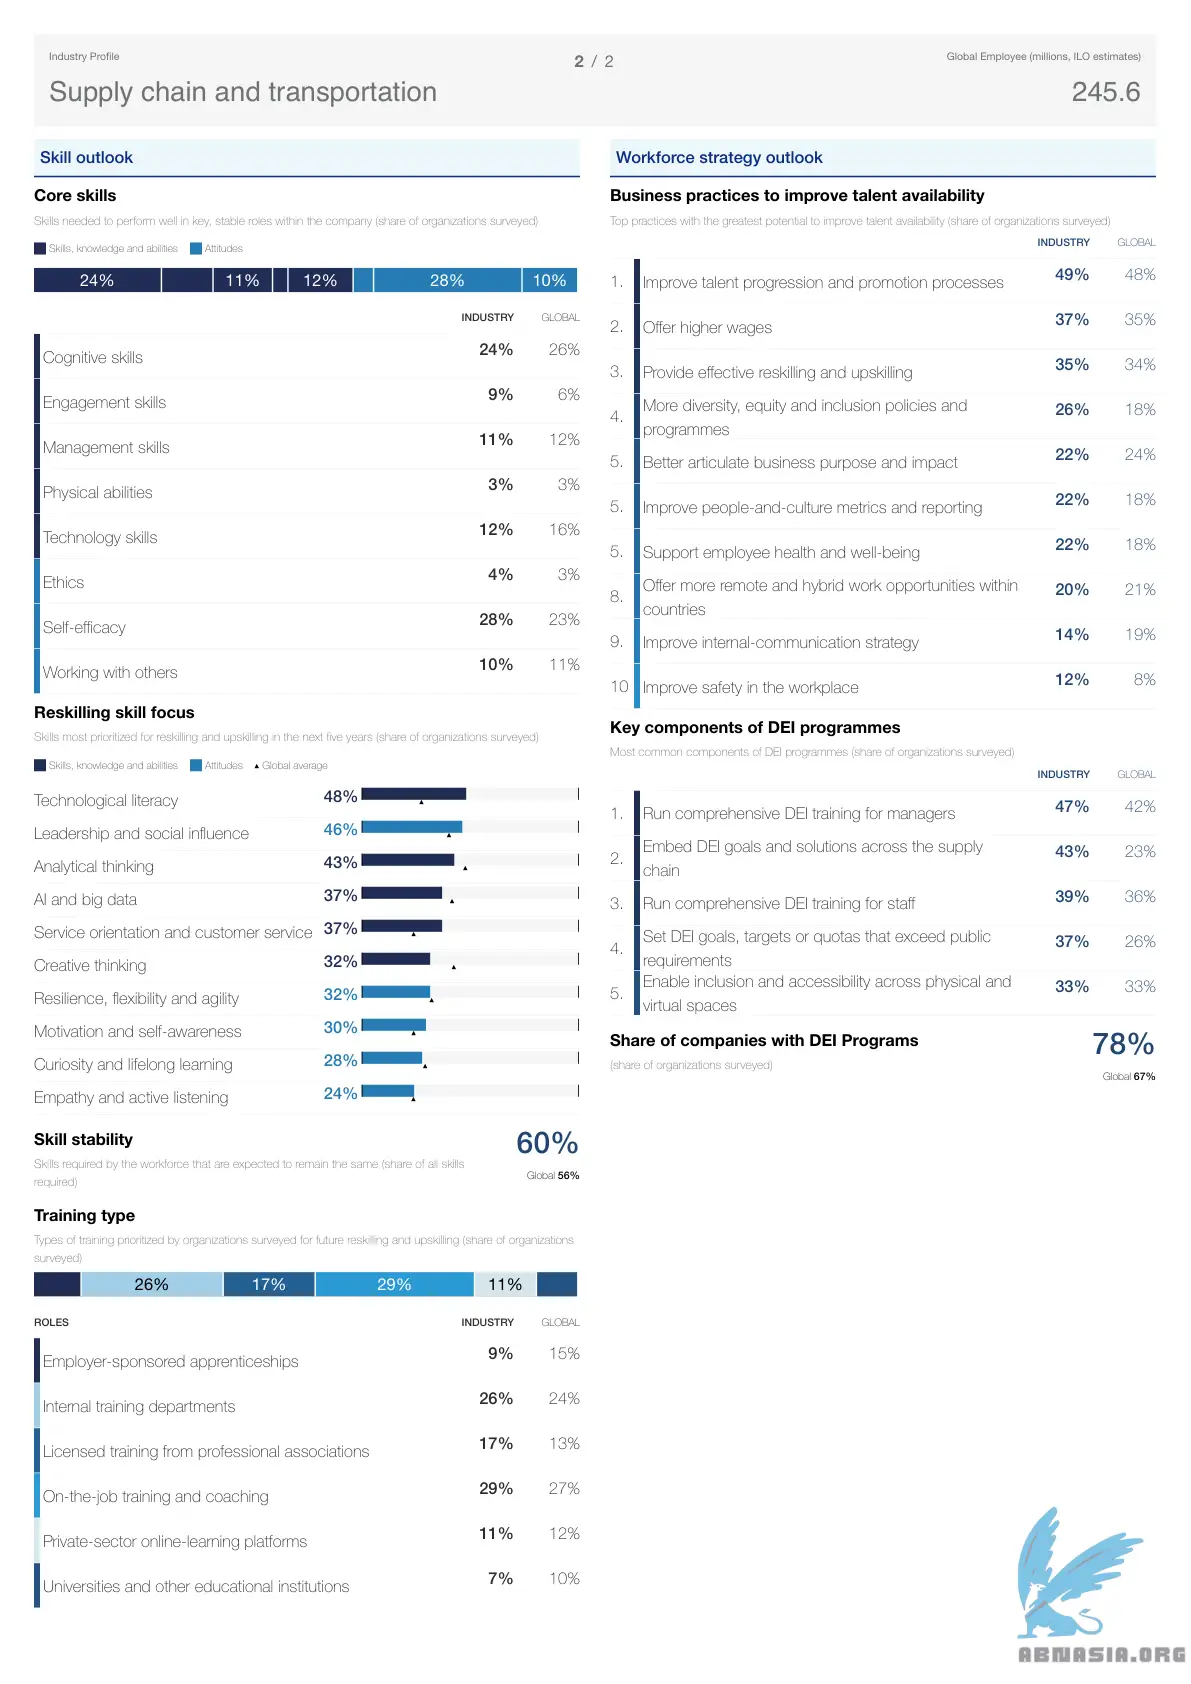 Industry Profile
2 / 2
Global Employee (millions, ILO estimates)
Supply chain and transportation
245.6
Skill outlook
Core skills
Skills needed to perform well in key, stable roles within the company (share of organizations surveyed)
Skills, knowledge and abilities Attitudes
24% 11% 12% 28% 10%
INDUSTRY GLOBAL
Cognitive skills 24% 26%
Engagement skills 9% 6%
Management skills 11% 12%
Physical abilities 3% 3%
Technology skills 12% 16%
Ethics 4% 3%
Self-efficacy 28% 23%
Working with others 10% 11%
Reskilling skill focus
Skills most prioritized for reskilling and upskilling in the next five years (share of organizations surveyed)
Skills, knowledge and abilities Attitudes Global average
Technological literacy 48%
Leadership and social influence 46%
Analytical thinking 43%
AI and big data 37%
Service orientation and customer service 37%
Creative thinking 32%
Resilience, flexibility and agility 32%
Motivation and self-awareness 30%
Curiosity and lifelong learning 28%
Empathy and active listening 24%
Skill stability 60%
Skills required by the workforce that are expected to remain the same (share of all skills
required)
Global 56%
Training type
Types of training prioritized by organizations surveyed for future reskilling and upskilling (share of organizations
surveyed)
26% 17% 29% 11%
ROLES INDUSTRY GLOBAL
Employer-sponsored apprenticeships 9% 15%
Internal training departments 26% 24%
Licensed training from professional associations 17% 13%
On-the-job training and coaching 29% 27%
Private-sector online-learning platforms 11% 12%
Universities and other educational institutions 7% 10%
Workforce strategy outlook
Business practices to improve talent availability
Top practices with the greatest potential to improve talent availability (share of organizations surveyed)
INDUSTRY GLOBAL
1. Improve talent progression and promotion processes 49% 48%
2. Offer higher wages 37% 35%
3. Provide effective reskilling and upskilling 35% 34%
4. More diversity, equity and inclusion policies and
programmes 26% 18%
5. Better articulate business purpose and impact 22% 24%
5. Improve people-and-culture metrics and reporting 22% 18%
5. Support employee health and well-being 22% 18%
8. Offer more remote and hybrid work opportunities within
countries 20% 21%
9. Improve internal-communication strategy 14% 19%
10 Improve safety in the workplace 12% 8%
Key components of DEI programmes
Most common components of DEI programmes (share of organizations surveyed)
INDUSTRY GLOBAL
1. Run comprehensive DEI training for managers 47% 42%
2. Embed DEI goals and solutions across the supply
chain 43% 23%
3. Run comprehensive DEI training for staff 39% 36%
4. Set DEI goals, targets or quotas that exceed public
requirements 37% 26%
5. Enable inclusion and accessibility across physical and
virtual spaces 33% 33%
Share of companies with DEI Programs 78%
(share of organizations surveyed)
Global 67%
ABNASIA.ORG